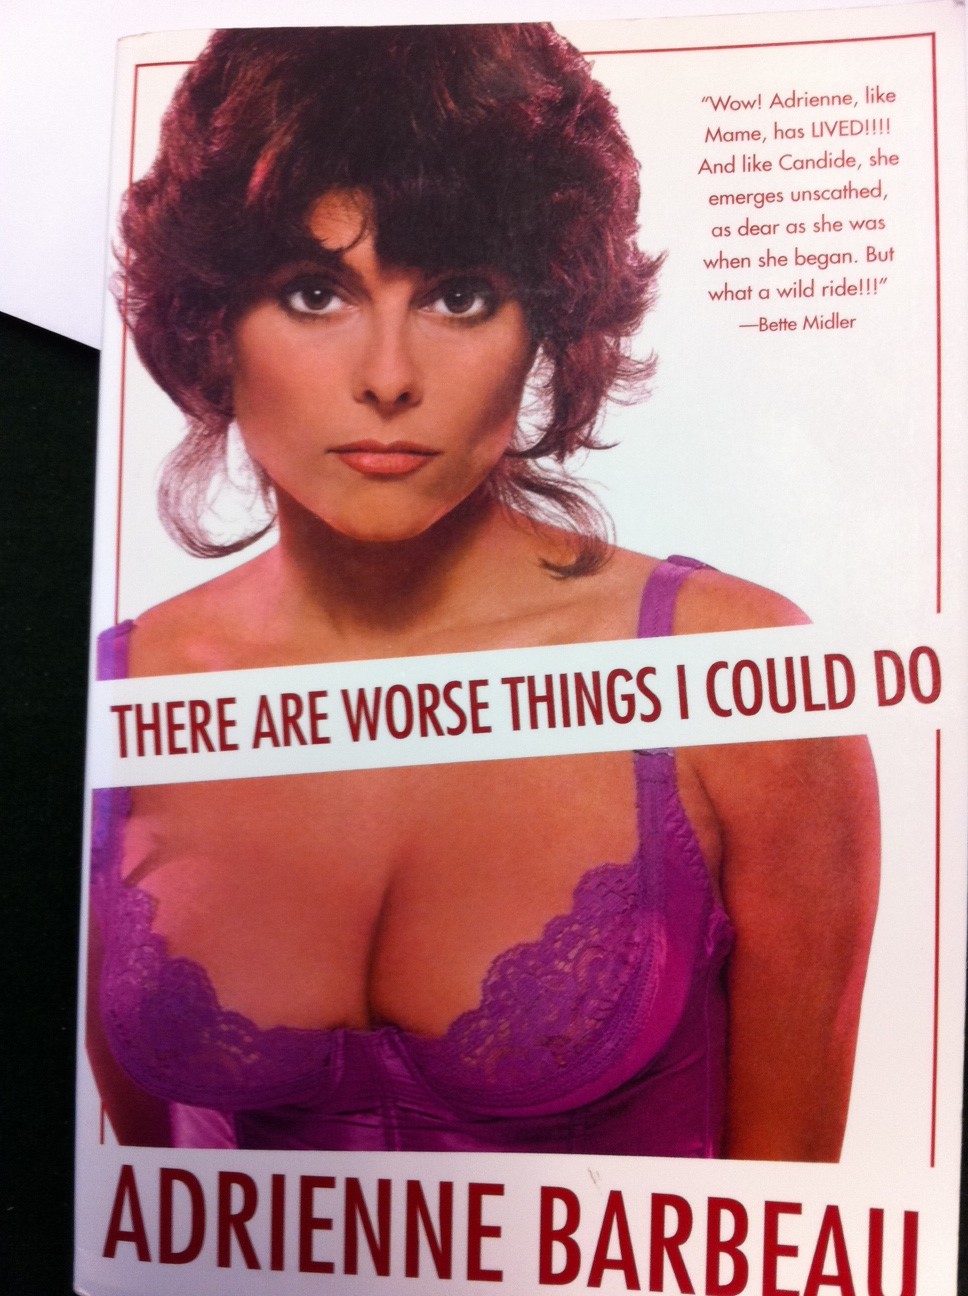 "Wow! Adrienne, like
Mame, has LIVED!!!!
And like Candide, she
emerges unscathed,
as dear as she was
when she began. But
what a wild ride!!!"
—Bette Midler
THERE ARE WORSE THINGS I COULD DO
ADRIENNE BARBEAU